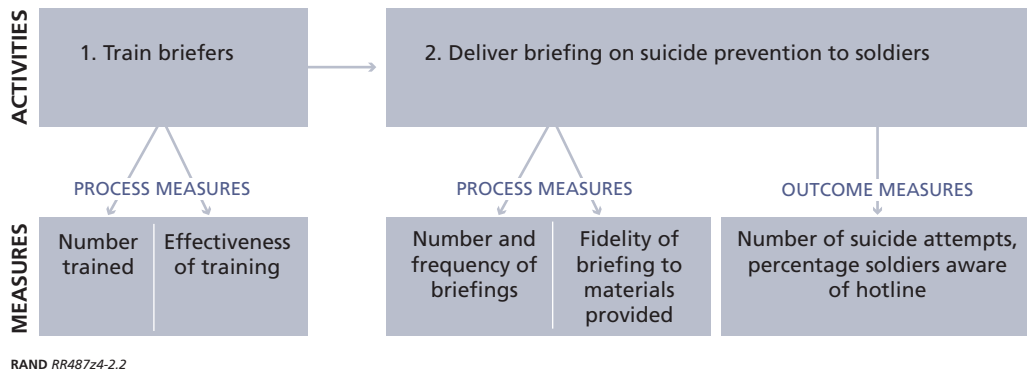 ACTIVITIES
1. Train briefers
2. Deliver briefing on suicide prevention to soldiers
PROCESS MEASURES
PROCESS MEASURES
OUTCOME MEASURES
MEASURES
Number
trained
Effectiveness
of training
Number and
frequency of
briefings
Fidelity of
briefing to
materials
provided
Number of suicide attempts,
percentage soldiers aware
of hotline
RAND RR487z4-2.2